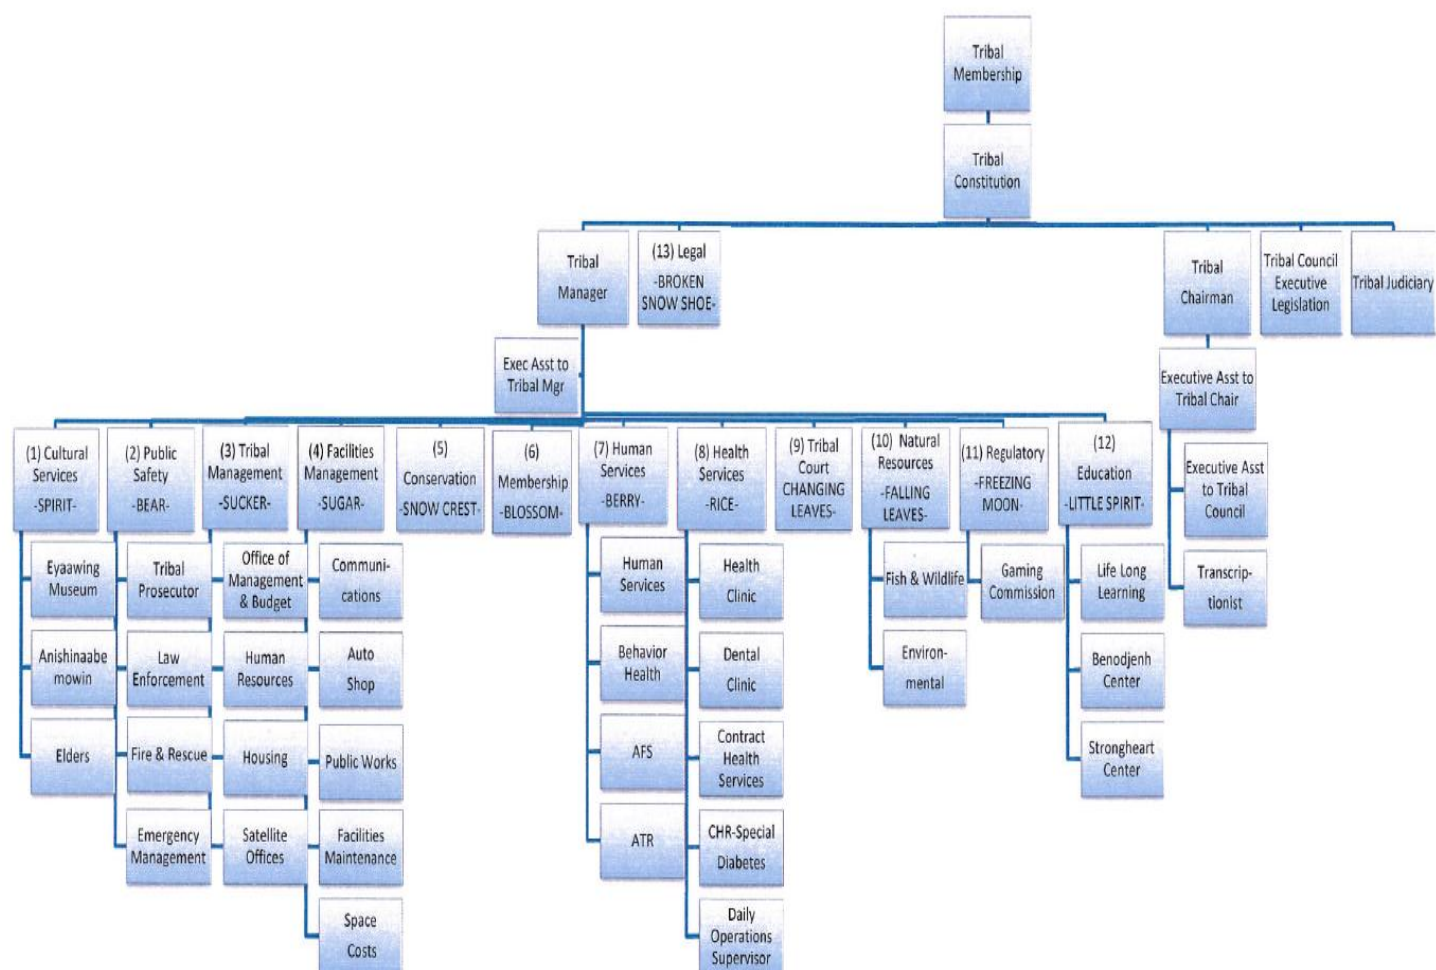 Tribal
Membership
Tribal
Constitution
Tribal
Manager
(13) Legal
-BROKEN
SNOW SHOE-
Tribal
Chairman
Tribal Council
Executive
Legislation
Tribal Judiciary
Exec Asst to
Tribal Mgr
Executive Asst to
Tribal Chair
Executive Asst
to Tribal
Council
Transcrip-
tionist
(1) Cultural
Services
-SPIRIT-
Eyaawing
Museum
Anishinaabe
mowin
Elders
(2) Public
Safety
-BEAR-
Tribal
Prosecutor
Law
Enforcement
Fire & Rescue
Emergency
Management
(3) Tribal
Management
-SUCKER-
Office of
Management
& Budget
Human
Resources
Housing
Satellite
Offices
(4) Facilities
Management
-SUGAR-
Communi-
cations
Auto
Shop
Public Works
Facilities
Maintenance
Space
Costs
(5)
Conservation
-SNOW CREST-
(6)
Membership
-BLOSSOM-
(7) Human
Services
-BERRY-
Human
Services
Behavior
Health
AFS
ATR
(8) Health
Services
-RICE-
Health
Clinic
Dental
Clinic
Contract
Health
Services
CHR-Special
Diabetes
Daily
Operations
Supervisor
(9) Tribal
Court
CHANGING
LEAVES-
(10) Natural
Resources
-FALLING
LEAVES-
Fish & Wildlife
Environ-
mental
(11) Regulatory
-FREEZING
MOON-
Gaming
Commission
(12)
Education
-LITTLE SPIRIT-
Life Long
Learning
Benodjenh
Center
Strongheart
Center